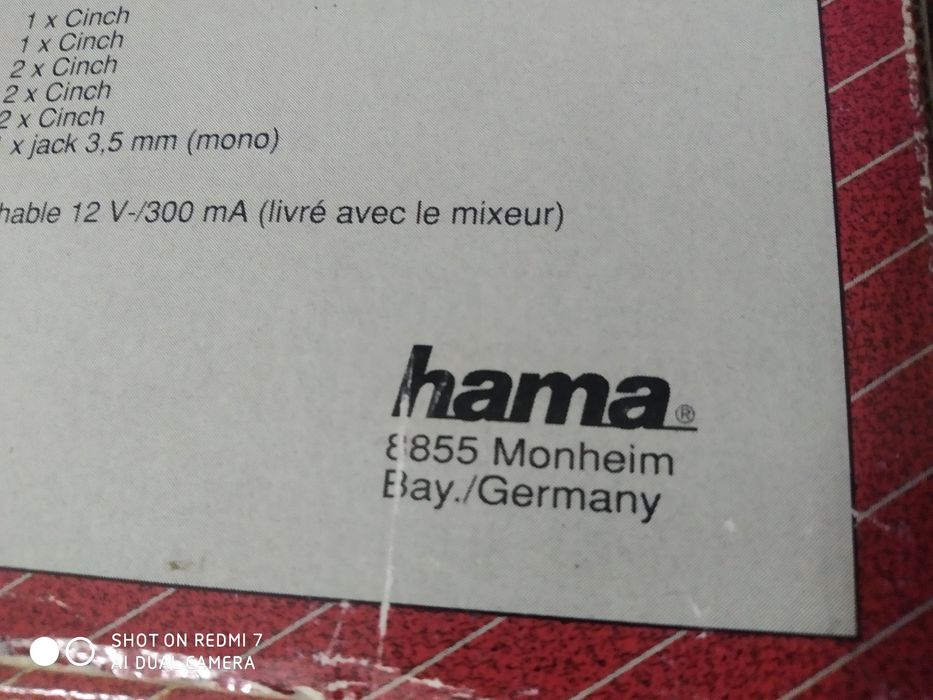 1 x Cinch
1 x Cinch
2 x Cinch
2 x Cinch
2 x Cinch
x jack 3,5 mm (mono)
12 V-/300 mA (livré avec le mixeur)
hama®
8855 Monheim
Bay./Germany
SHOT ON REDMI 7
AI DUAL CAMERA